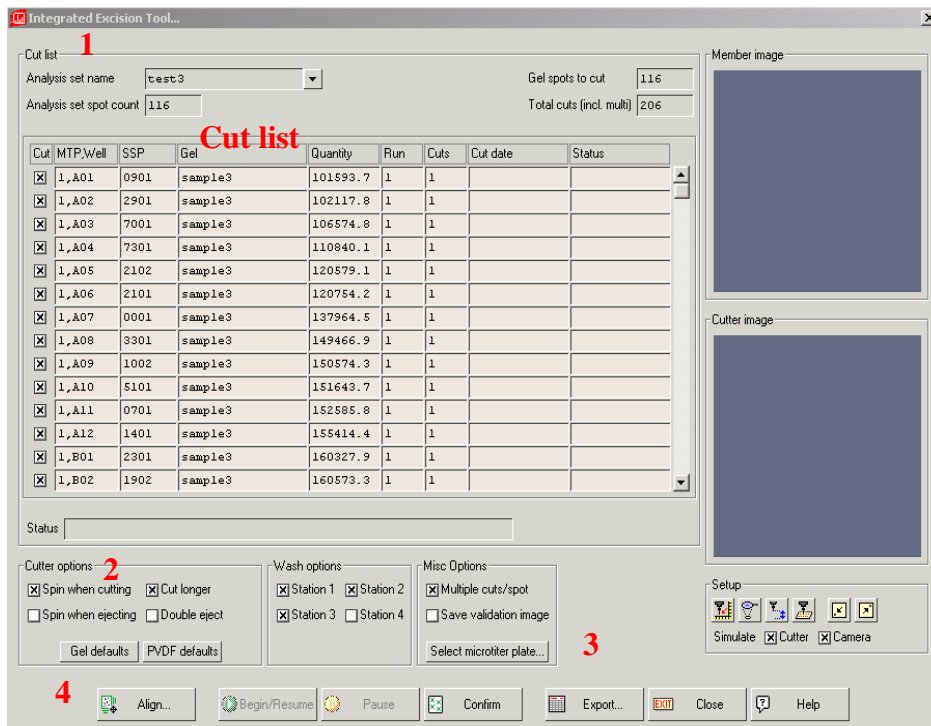 Integrated Excision Tool...
1
Cut list
Member image
Analysis set name test3 Gel spots to cut 116
Analysis set spot count 116 Total cuts (incl. multi) 206
Cut list
Cut MTP,Well SSP Gel Quantity Run Cuts Cut date Status
1,A01 0901 sample3 101593.7 1 1
1,A02 2901 sample3 102117.8 1 1
1,A03 7001 sample3 106574.8 1 1
1,A04 7301 sample3 110840.1 1 1
1,A05 2102 sample3 120579.1 1 1
1,A06 2101 sample3 120754.2 1 1
1,A07 0001 sample3 137964.5 1 1
1,A08 3301 sample3 149466.9 1 1
1,A09 1002 sample3 150574.3 1 1
1,A10 5101 sample3 151643.7 1 1
1,A11 0701 sample3 152585.8 1 1
1,A12 1401 sample3 155414.4 1 1
1,B01 2301 sample3 160327.9 1 1
1,B02 1902 sample3 160573.3 1 1
Cutter image
Status
Cutter options 2 Wash options Misc Options
Spin when cutting Cut longer Station 1 Station 2 Multiple cuts/spot
Spin when ejecting Double eject Station 3 Station 4 Save validation image
Gel defaults PVDF defaults Select microtiter plate... 3
Setup
Simulate Cutter Camera
4
Align... Begin/Resume Pause Confirm Export... EXIT Close Help